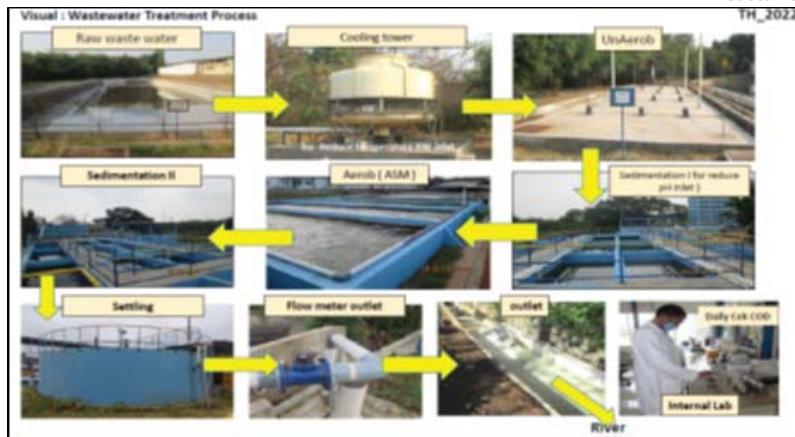 Visual : Wastewater Treatment Process
TH_2022
Raw waste water
Cooling tower
UnAerob
Sedimentation II
Aerob ( ASM )
Sedimentation I for reduce
pH inlet )
Settling
Flow meter outlet
outlet
Daily Cek COD
Internal Lab
River